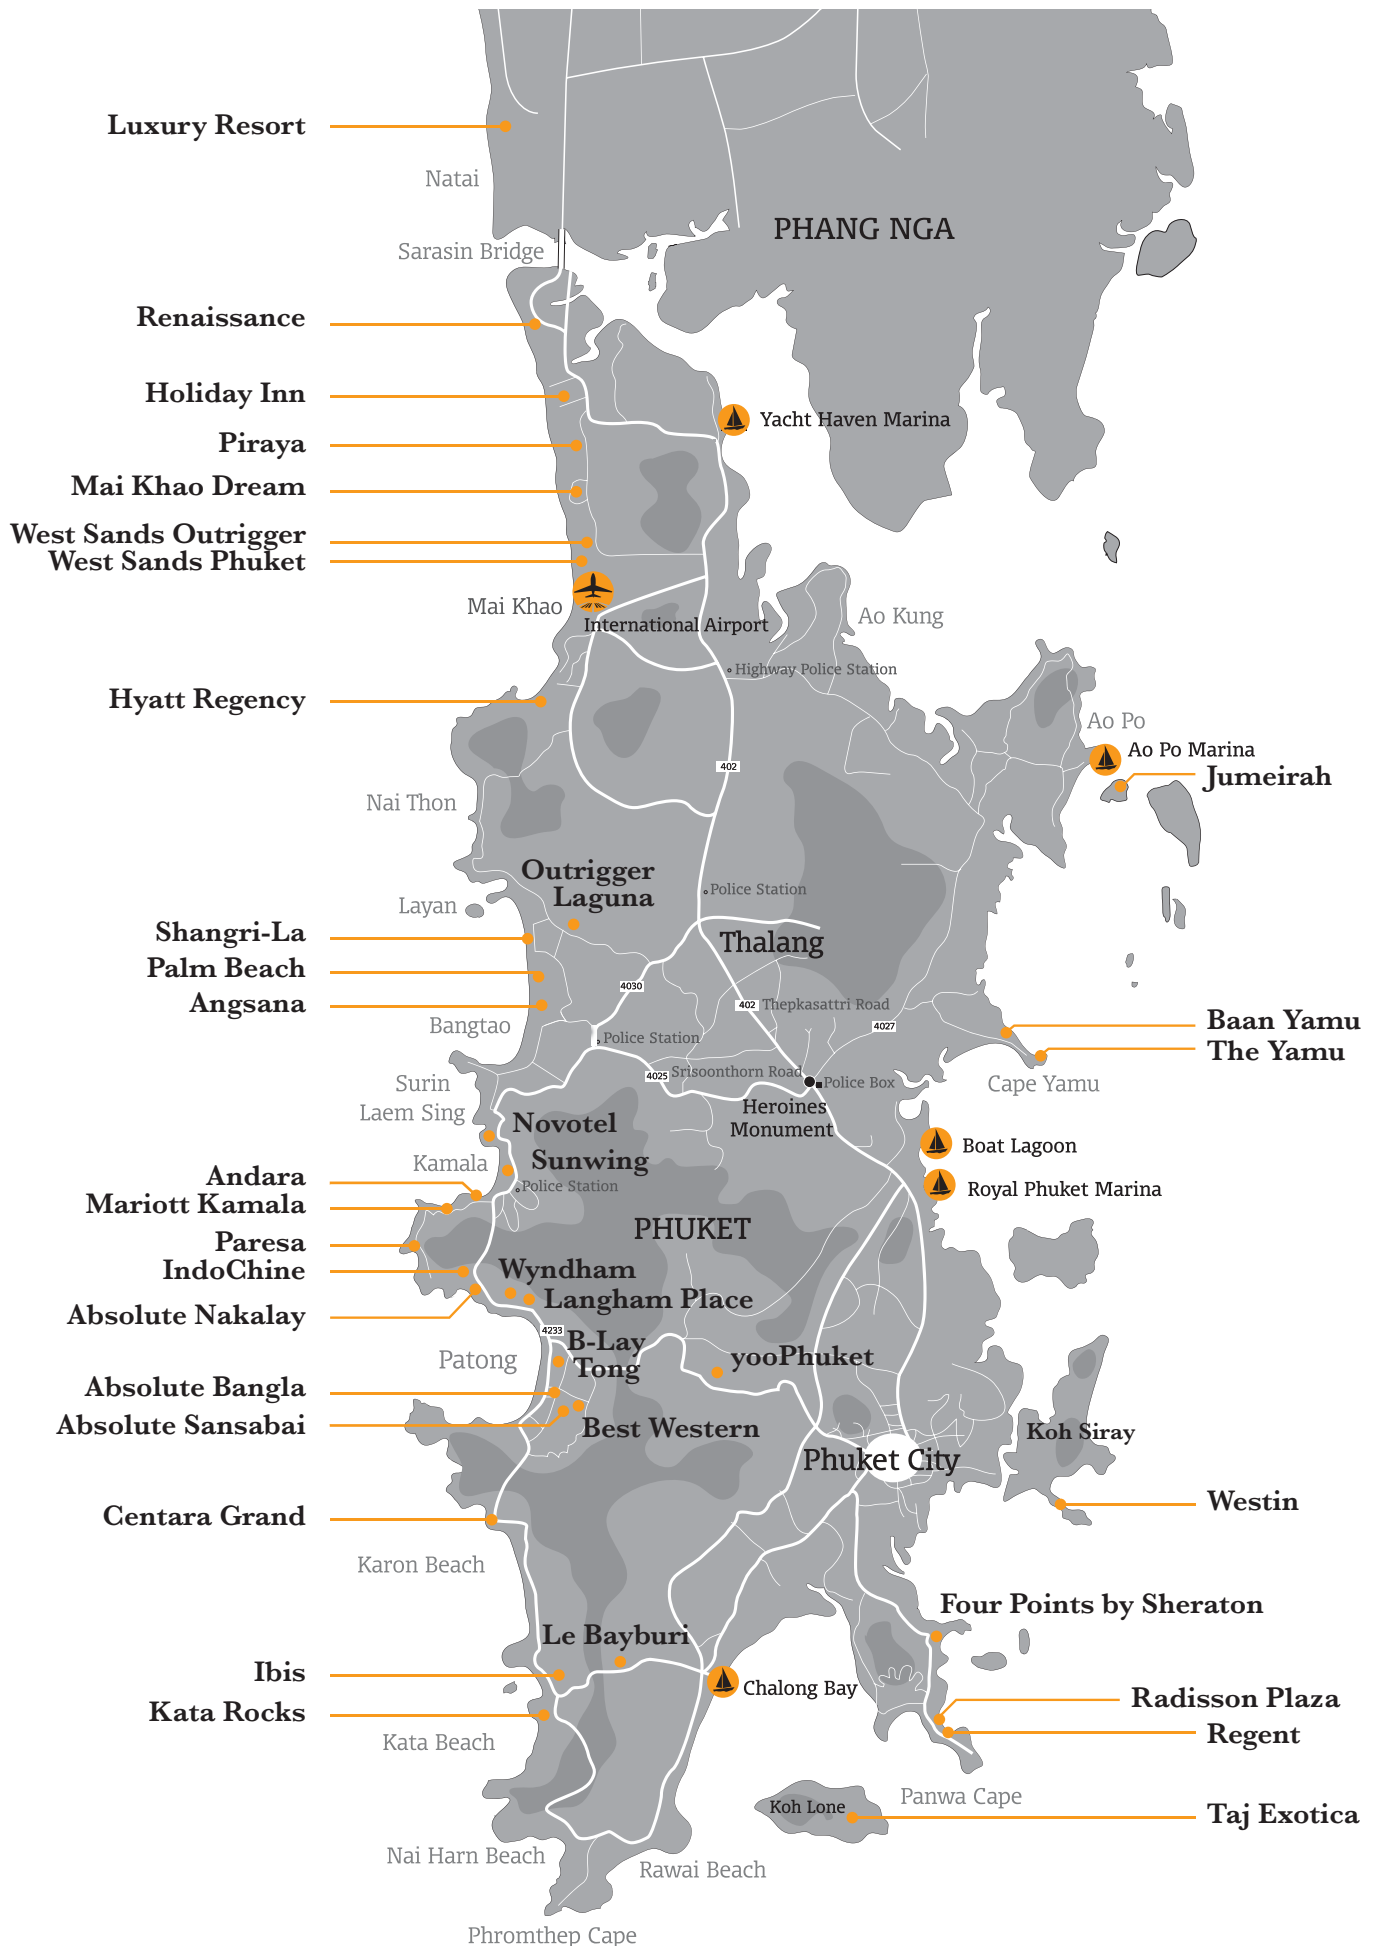 Luxury Resort
Natai
PHANG NGA
Sarasin Bridge
Renaissance
Holiday Inn
Yacht Haven Marina
Piraya
Mai Khao Dream
West Sands Outrigger
West Sands Phuket
Mai Khao
International Airport
Ao Kung
Highway Police Station
Hyatt Regency
Ao Po
Ao Po Marina
402
Jumeirah
Nai Thon
Outrigger
Laguna
Police Station
Layan
Shangri-La
Thalang
Palm Beach
4030
Angsana
402
Thepkasattri Road
Bangtao
4027
Baan Yamu
Police Station
The Yamu
4025
Srisoonthorn Road
Police Box
Surin
Cape Yamu
Laem Sing
Heroines
Monument
Novotel
Boat Lagoon
Kamala
Sunwing
Andara
Police Station
Royal Phuket Marina
Mariott Kamala
PHUKET
Paresa
IndoChine
Wyndham
Langham Place
Absolute Nakalay
4233
B-Lay
Tong
Patong
yooPhuket
Absolute Bangla
Absolute Sansabai
Best Western
Koh Siray
Phuket City
Westin
Centara Grand
Karon Beach
Four Points by Sheraton
Le Bayburi
Ibis
Chalong Bay
Radisson Plaza
Kata Rocks
Regent
Kata Beach
Panwa Cape
Koh Lone
Taj Exotica
Nai Harn Beach
Rawai Beach
Phromthep Cape